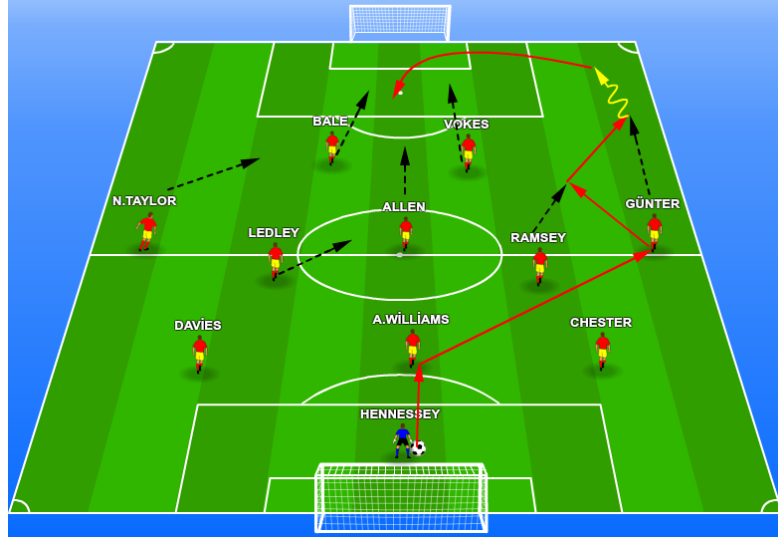 BALE
VOKES
N.TAYLOR
ALLEN
GÜNTER
LEDLEY
RAMSEY
DAVİES
A.WİLLİAMS
CHESTER
HENNESSEY